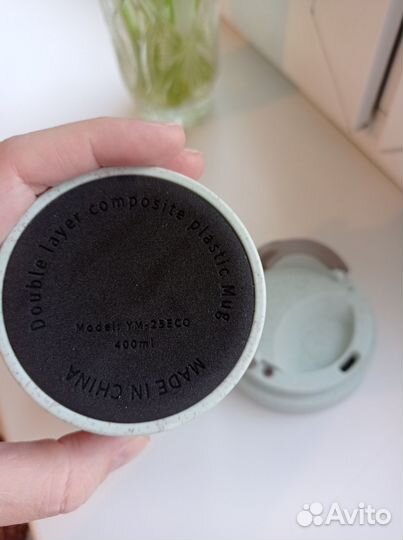 Double layer composite plastic Mug
Model: YM-25ECO
400ml
MADE IN CHINA
Avito